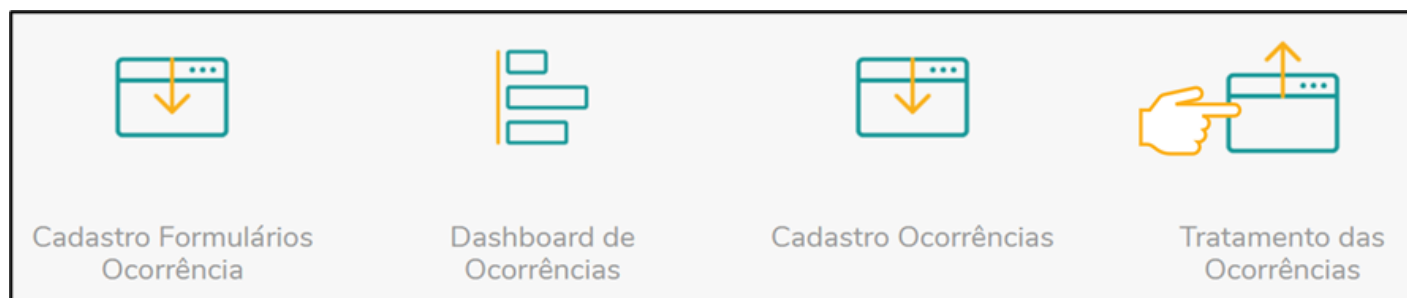 Cadastro Formulários
Ocorrência
Dashboard de
Ocorrências
Cadastro Ocorrências
Tratamento das
Ocorrências